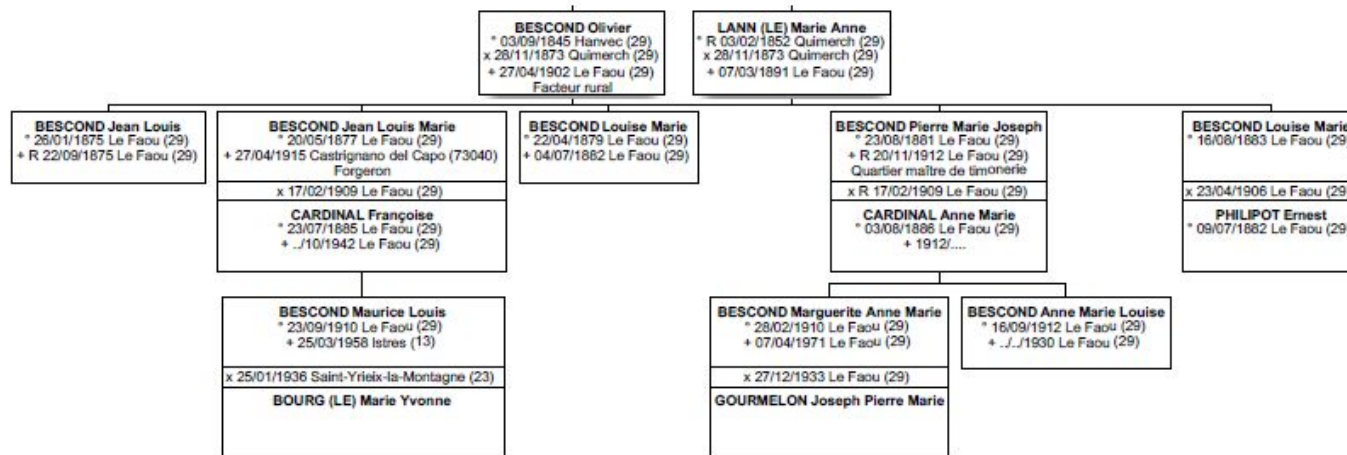 BESCOND Olivier
° 03/09/1845 Hanvec (29)
x 28/11/1873 Quimerch (29)
+ 27/04/1902 Le Faou (29)
Facteur rural
LANN (LE) Marie Anne
° R 03/02/1852 Quimerch (29)
x 28/11/1873 Quimerch (29)
+ 07/03/1891 Le Faou (29)
BESCOND Jean Louis
° 26/01/1875 Le Faou (29)
+ R 22/09/1875 Le Faou (29)
BESCOND Jean Louis Marie
° 20/05/1877 Le Faou (29)
+ 27/04/1915 Castrignano del Capo (73040)
Forgeron
x 17/02/1909 Le Faou (29)
CARDINAL Françoise
° 23/07/1885 Le Faou (29)
+ ../10/1942 Le Faou (29)
BESCOND Louise Marie
° 22/04/1879 Le Faou (29)
+ 04/07/1882 Le Faou (29)
BESCOND Pierre Marie Joseph
° 23/08/1881 Le Faou (29)
+ R 20/11/1912 Le Faou (29)
Quartier maître de timonerie
x R 17/02/1909 Le Faou (29)
CARDINAL Anne Marie
° 03/08/1886 Le Faou (29)
+ 1912/....
BESCOND Louise Marie
° 16/08/1883 Le Faou (29)
x 23/04/1906 Le Faou (29)
PHILIPOT Ernest
° 09/07/1882 Le Faou (29)
BESCOND Maurice Louis
° 23/09/1910 Le Faou (29)
+ 25/03/1958 Istres (13)
x 25/01/1936 Saint-Yrieix-la-Montagne (23)
BOURG (LE) Marie Yvonne
BESCOND Marguerite Anne Marie
° 28/02/1910 Le Faou (29)
+ 07/04/1971 Le Faou (29)
x 27/12/1933 Le Faou (29)
GOURMELON Joseph Pierre Marie
BESCOND Anne Marie Louise
° 16/09/1912 Le Faou (29)
+ ../../1930 Le Faou (29)